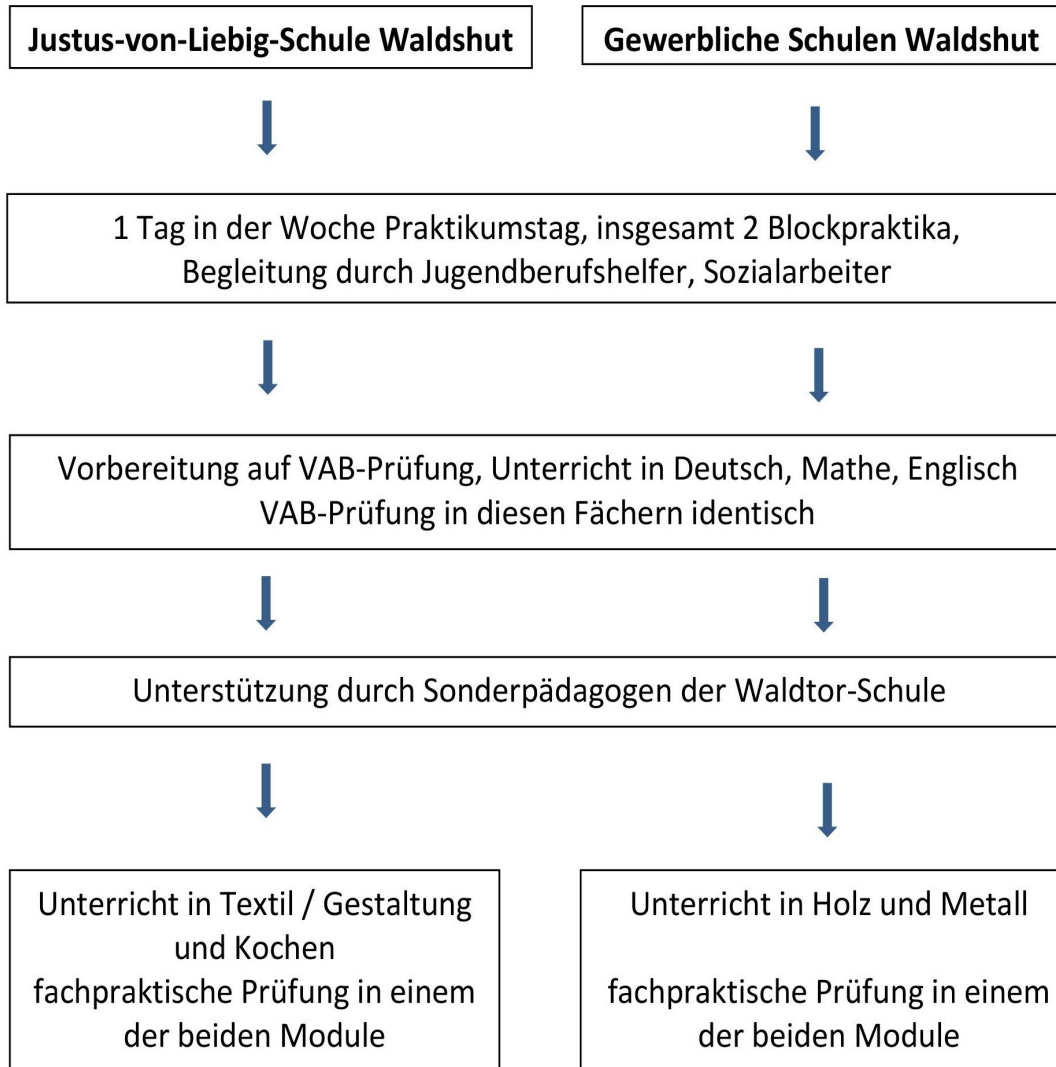 Justus-von-Liebig-Schule Waldshut
Gewerbliche Schulen Waldshut
1 Tag in der Woche Praktikumstag, insgesamt 2 Blockpraktika,
Begleitung durch Jugendberufshelfer, Sozialarbeiter
Vorbereitung auf VAB-Prüfung, Unterricht in Deutsch, Mathe, Englisch
VAB-Prüfung in diesen Fächern identisch
Unterstützung durch Sonderpädagogen der Waldtor-Schule
Unterricht in Textil / Gestaltung
und Kochen
fachpraktische Prüfung in einem
der beiden Module
Unterricht in Holz und Metall
fachpraktische Prüfung in einem
der beiden Module